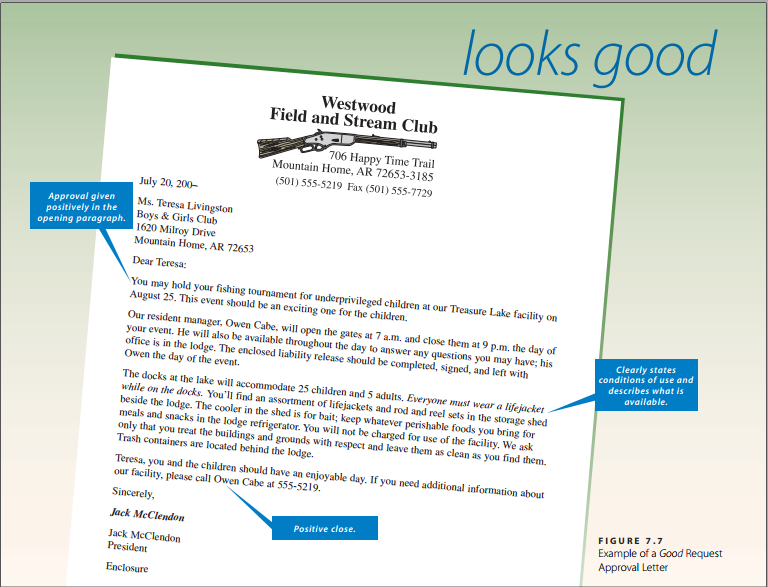 looks good
Westwood
Field and Stream Club
706 Happy Time Trail
Mountain Home, AR 72653-3185
(501) 555-5219 Fax (501) 555-7729
July 20, 200–
Approval given
positively in the
opening paragraph.
Ms. Teresa Livingston
Boys & Girls Club
1620 Milroy Drive
Mountain Home, AR 72653
Dear Teresa:
You may hold your fishing tournament for underprivileged children at our Treasure Lake facility on
August 25. This event should be an exciting one for the children.
Our resident manager, Owen Cabe, will open the gates at 7 a.m. and close them at 9 p.m. the day of
your event. He will also be available throughout the day to answer any questions you may have; his
office is in the lodge. The enclosed liability release should be completed, signed, and left with
Owen the day of the event.
Clearly states
conditions of use and
describes what is
available.
The docks at the lake will accommodate 25 children and 5 adults. Everyone must wear a lifejacket
while on the docks. You'll find an assortment of lifejackets and rod and reel sets in the storage shed
beside the lodge. The cooler in the shed is for bait; keep whatever perishable foods you bring for
meals and snacks in the lodge refrigerator. You will not be charged for use of the facility. We ask
only that you treat the buildings and grounds with respect and leave them as clean as you find them.
Trash containers are located behind the lodge.
Teresa, you and the children should have an enjoyable day. If you need additional information about
our facility, please call Owen Cabe at 555-5219.
Positive close.
Sincerely,
Jack McClendon
Jack McClendon
President
Enclosure
FIGURE 7.7
Example of a Good Request
Approval Letter